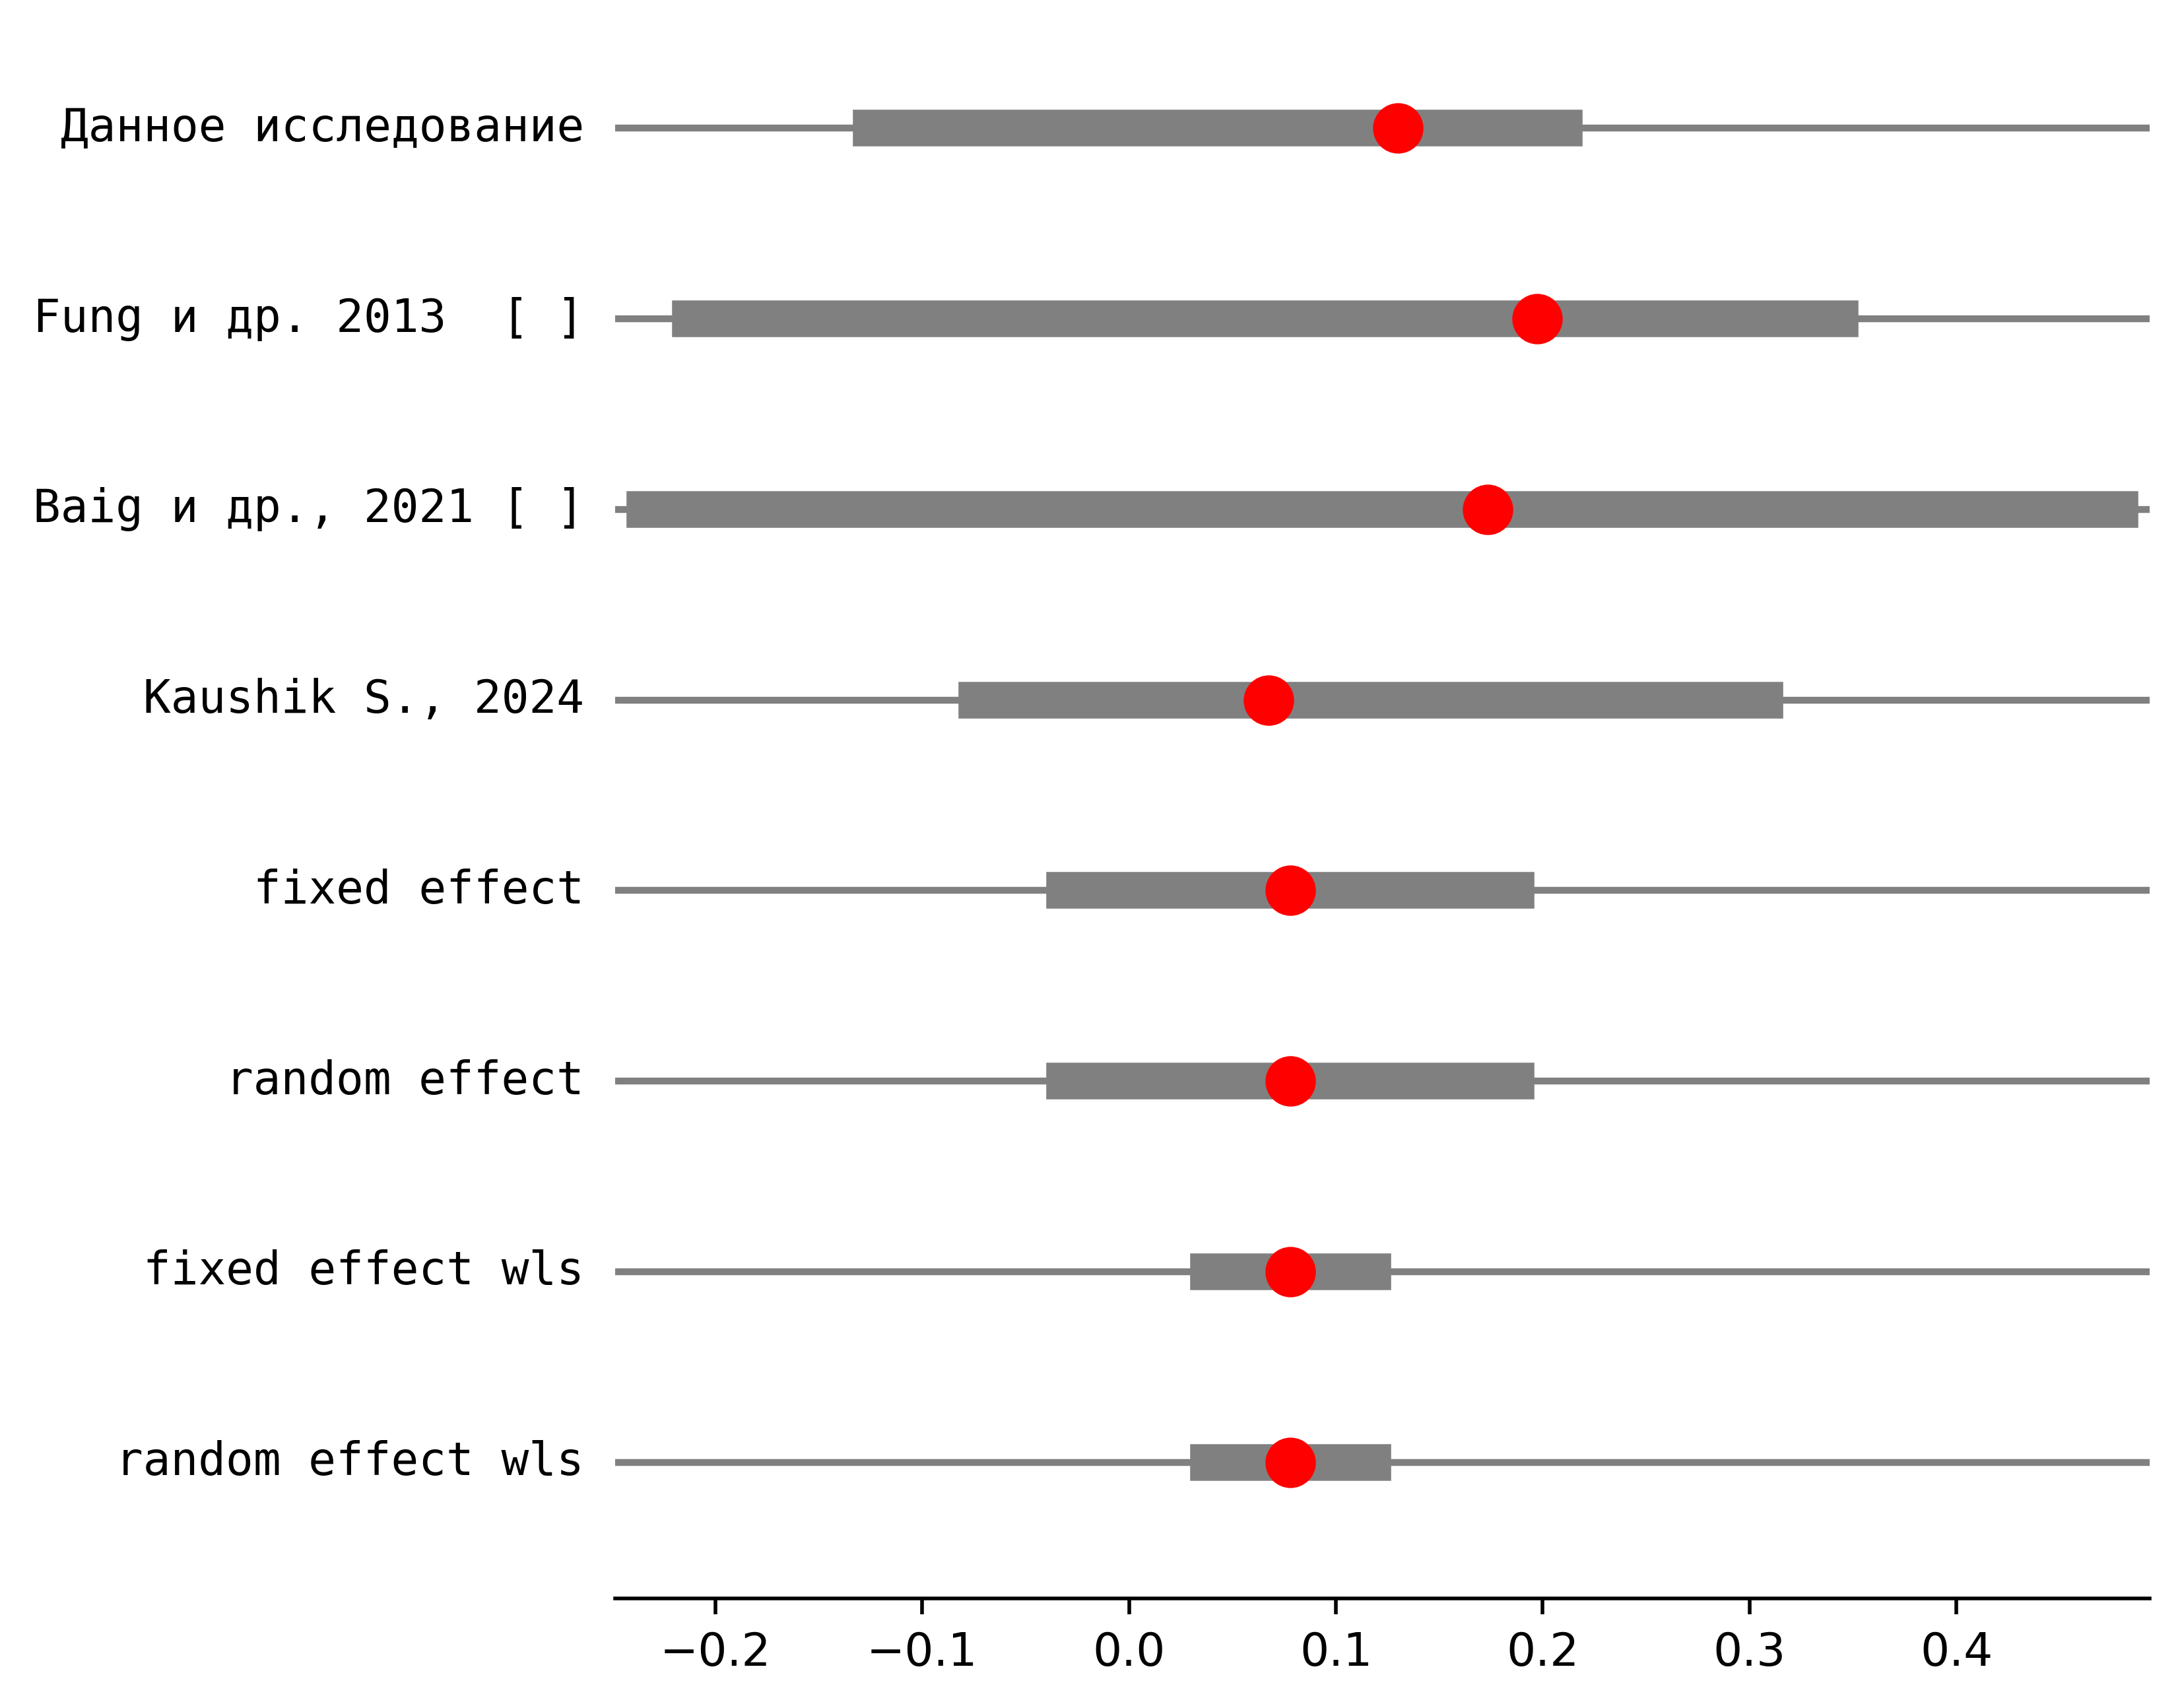 Данное исследование
Fung и др. 2013  [ ]
Baig и др., 2021 [ ]
Kaushik S., 2024
fixed effect
random effect
fixed effect wls
random effect wls
−0.2 −0.1 0.0 0.1 0.2 0.3 0.4